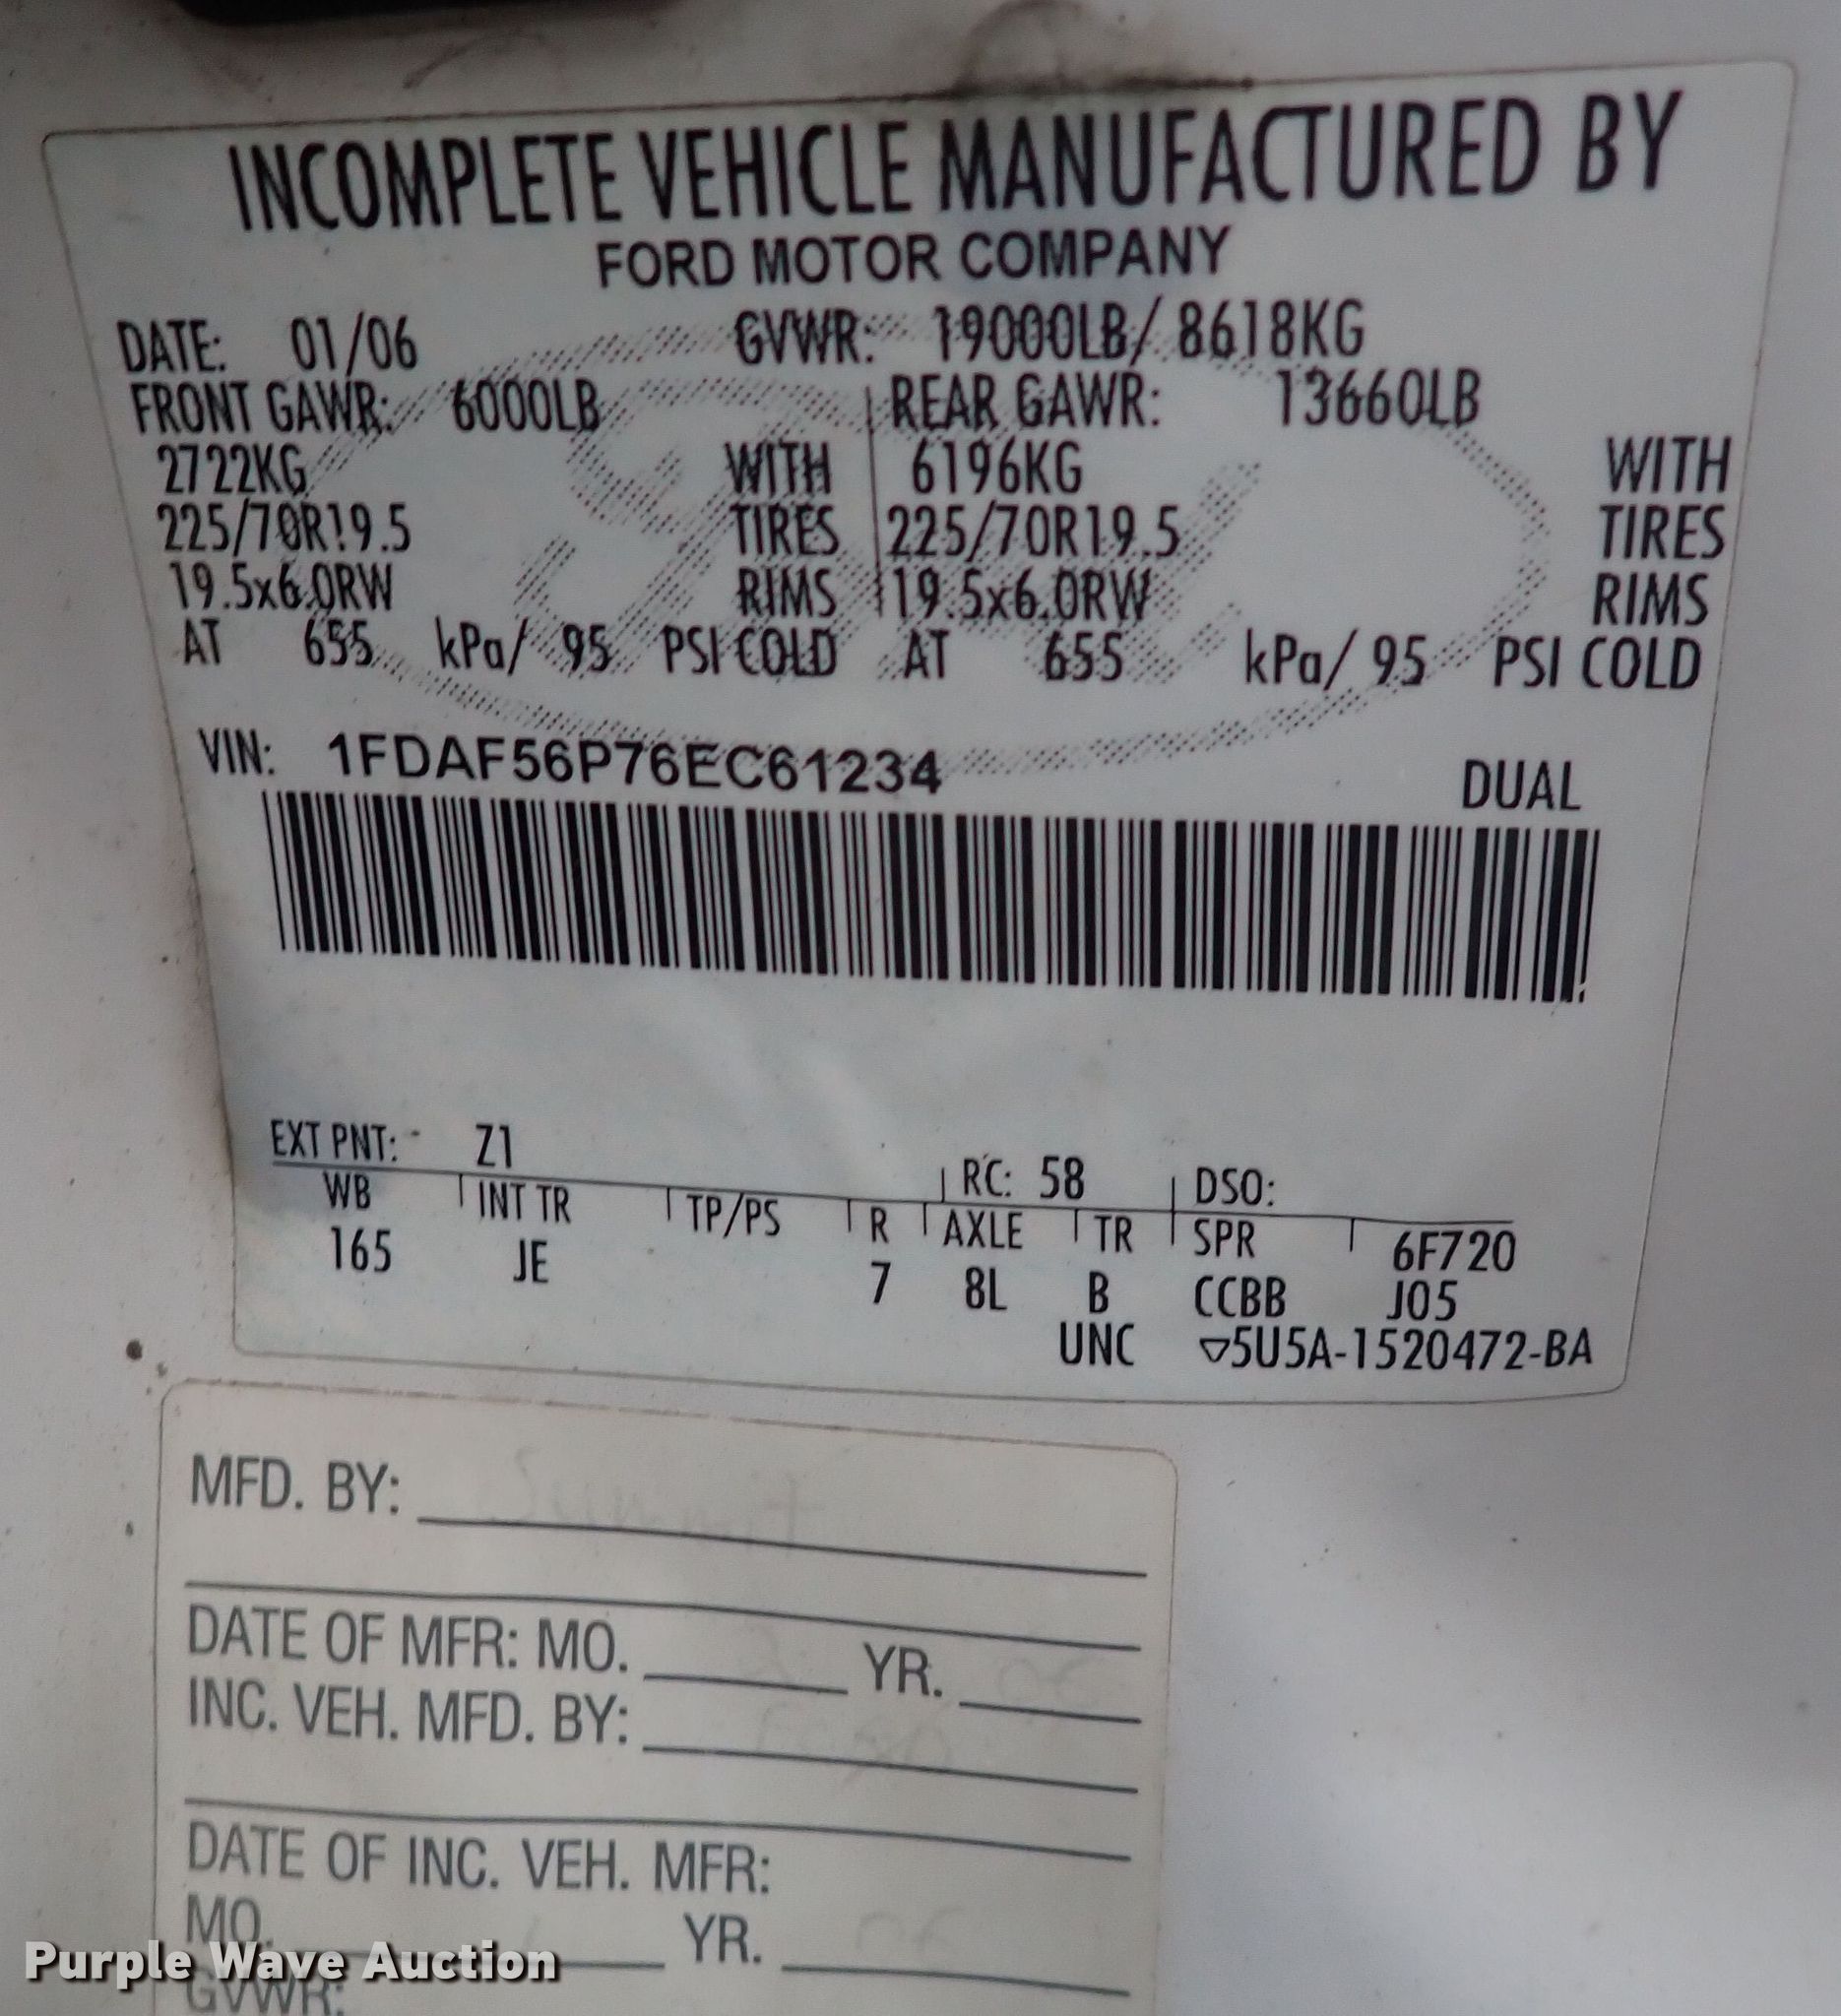 INCOMPLETE VEHICLE MANUFACTURED BY
FORD MOTOR COMPANY
DATE: 01/06 GVWR: 19000LB/ 8618KG
FRONT GAWR: 6000LB REAR GAWR: 13660LB
2722KG WITH 6196KG WITH
225/70R19.5 TIRES 225/70R19.5 TIRES
19.5x6.0RW RIMS 19.5x6.0RW RIMS
AT 655 kPa/ 95 PSI COLD AT 655 kPa/ 95 PSI COLD
VIN: 1FDAF56P76EC61234 DUAL
EXT PNT: Z1 RC: 58 DSO:
WB INT TR TP/PS R AXLE TR SPR 6F720
165 JE 7 8L B CCBB J05
UNC ▽5U5A-1520472-BA
MFD. BY:
DATE OF MFR: MO. YR.
INC. VEH. MFD. BY:
DATE OF INC. VEH. MFR:
MO. YR.
GVWR:
Purple Wave Auction